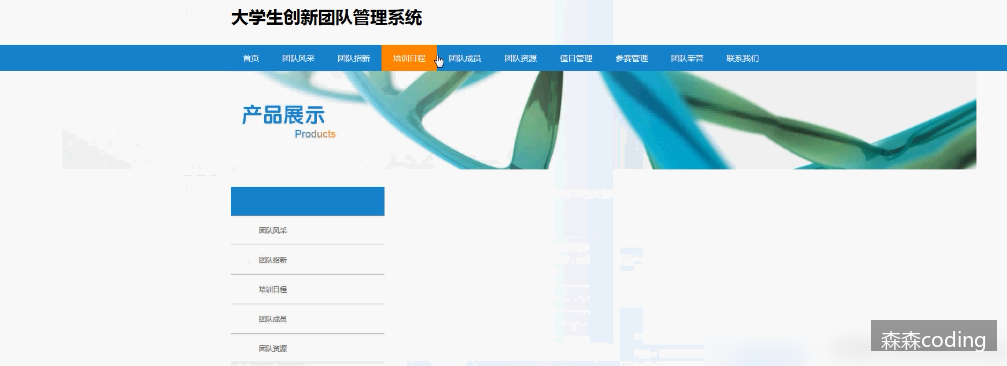 大学生创新团队管理系统
首页 团队风采 团队招新 培训日程 团队成员 团队资源 值日管理 参赛管理 团队荣誉 联系我们
产品展示
Products
团队风采
团队招新
培训日程
团队成员
团队资源
森森coding